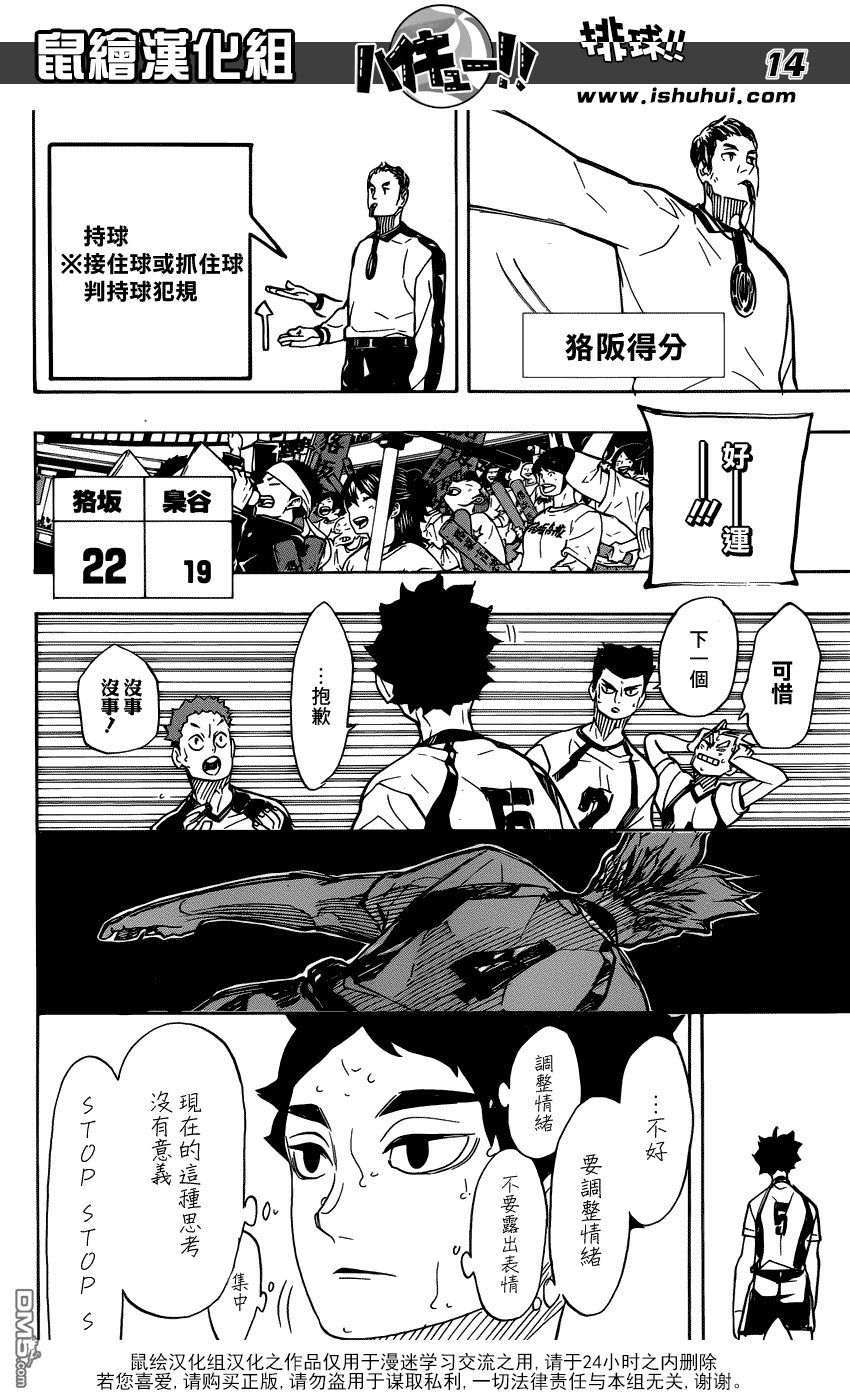 鼠繪漢化組
ハイキュー!!
排球!!
14
www.ishuhui.com
狢阪得分
持球
※接住球或抓住球
判持球犯規
好運
!!!
狢坂 梟谷
22 19
可惜
下一個
…抱歉
沒事
沒事!
2
5
…不好
要調整情緒
調整情緒
不要露出表情
現在的這種思考
沒有意義
集中
STOP STOP S
DM5.com
鼠绘汉化组汉化之作品仅用于漫迷学习交流之用, 请于24小时之内删除
若您喜爱, 请购买正版, 请勿盗用于谋取私利, 一切法律责任与本组无关, 谢谢。